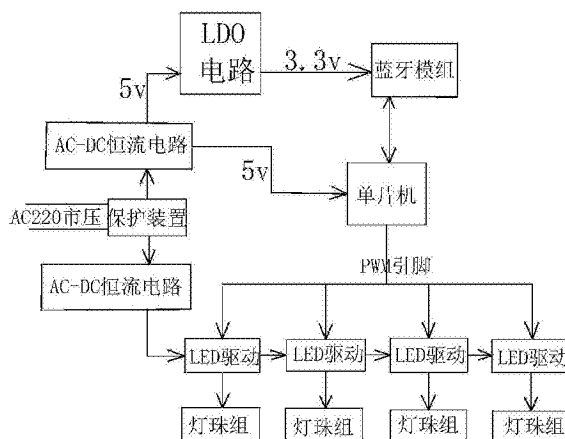 LDO
电路
3.3v
蓝牙模组
5v
AC-DC恒流电路
5v
单片机
AC220市压
保护装置
PWM引脚
AC-DC恒流电路
LED驱动
LED驱动
LED驱动
LED驱动
灯珠组
灯珠组
灯珠组
灯珠组